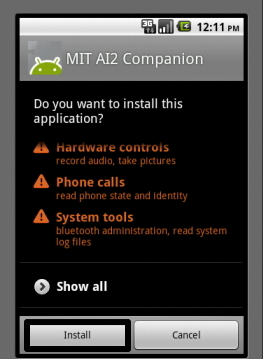 3G 12:11 PM
MIT AI2 Companion
Do you want to install this
application?
Hardware controls
record audio, take pictures
Phone calls
read phone state and identity
System tools
bluetooth administration, read system
log files
Show all
Install Cancel